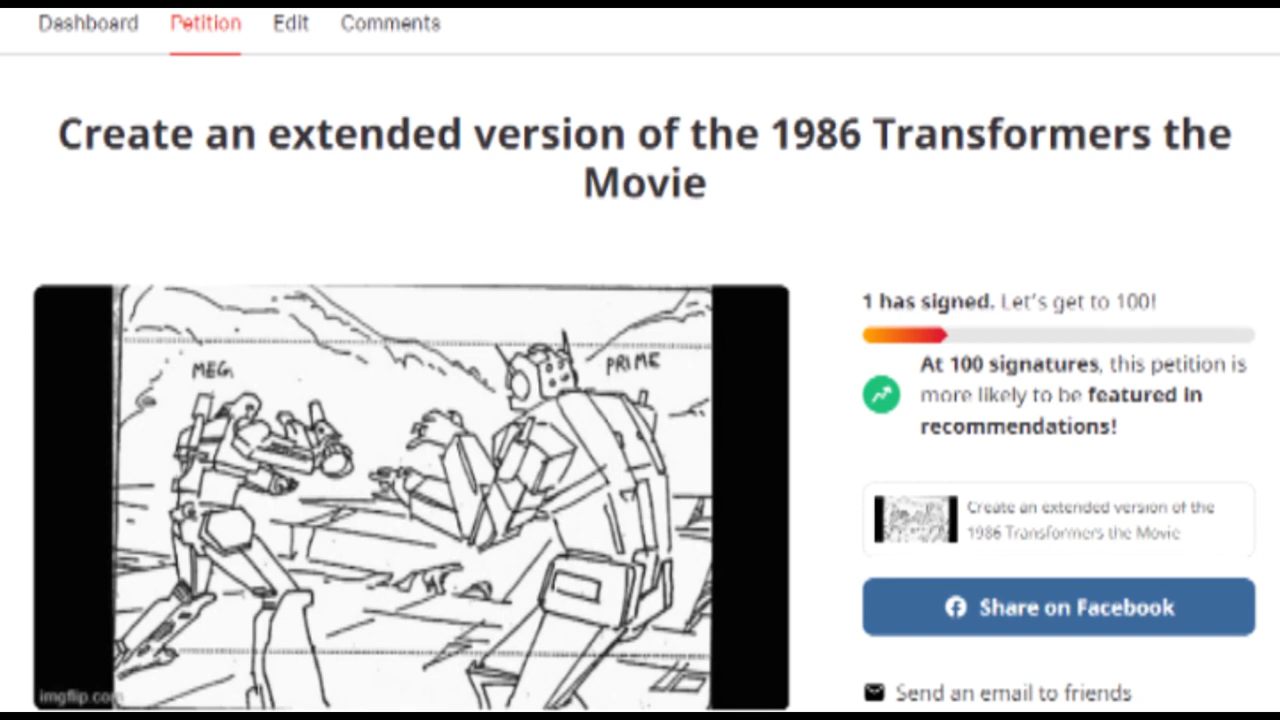 Dashboard Petition Edit Comments
Create an extended version of the 1986 Transformers the
Movie
MEG.
PRIME
imgflip.com
1 has signed. Let's get to 100!
At 100 signatures, this petition is
more likely to be featured in
recommendations!
Create an extended version of the
1986 Transformers the Movie
Share on Facebook
Send an email to friends